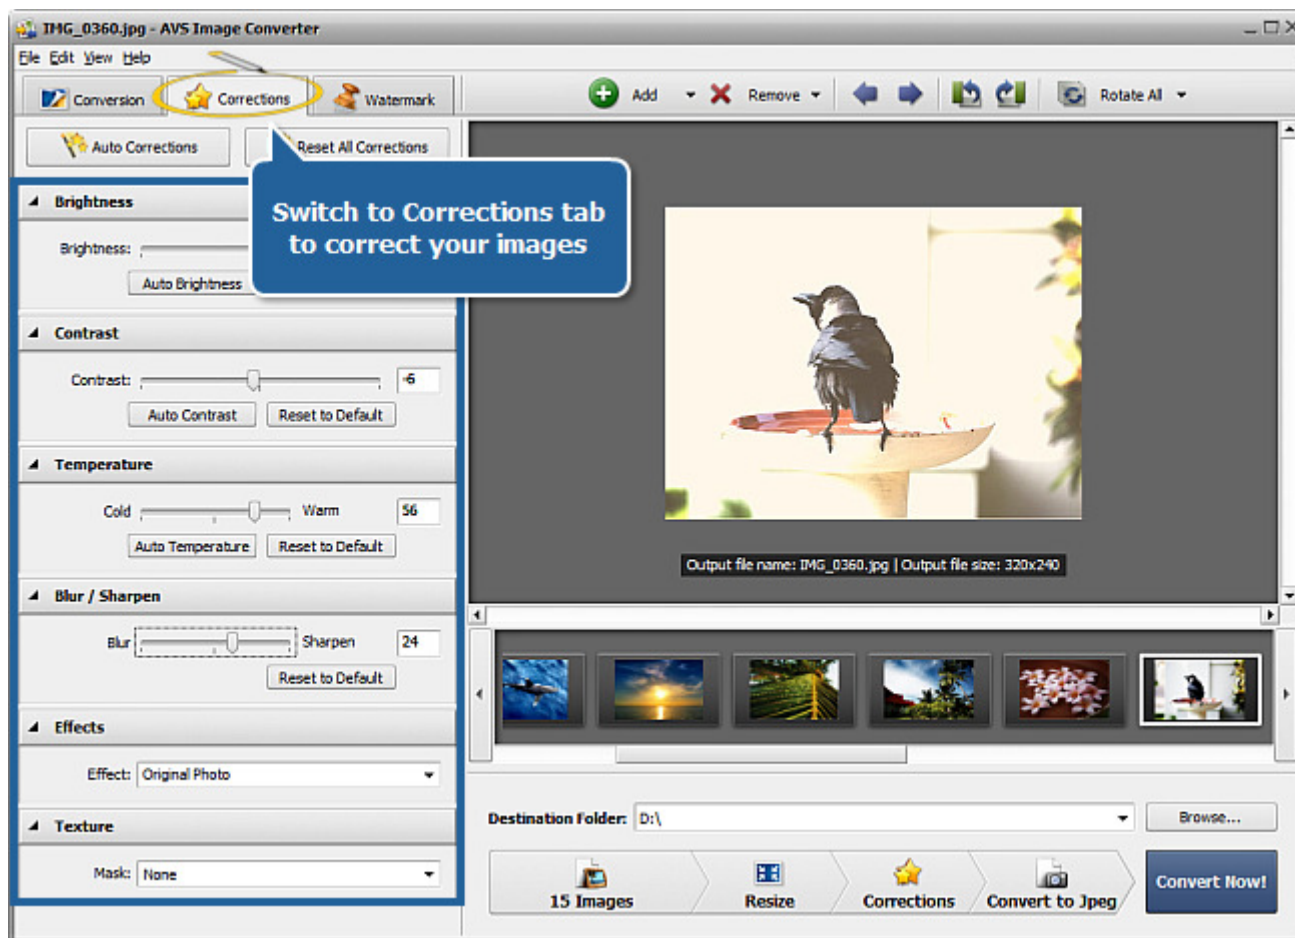 IMG_0360.jpg - AVS Image Converter
File Edit View Help
Conversion Corrections Watermark
Add Remove Rotate All
Auto Corrections Reset All Corrections
Switch to Corrections tab
to correct your images
Brightness
Brightness:
Auto Brightness
Contrast
Contrast: -6
Auto Contrast Reset to Default
Temperature
Cold Warm 56
Auto Temperature Reset to Default
Output file name: IMG_0360.jpg | Output file size: 320x240
Blur / Sharpen
Blur Sharpen 24
Reset to Default
Effects
Effect: Original Photo
Texture
Mask: None
Destination Folder: D:\ Browse...
15 Images Resize Corrections Convert to Jpeg Convert Now!